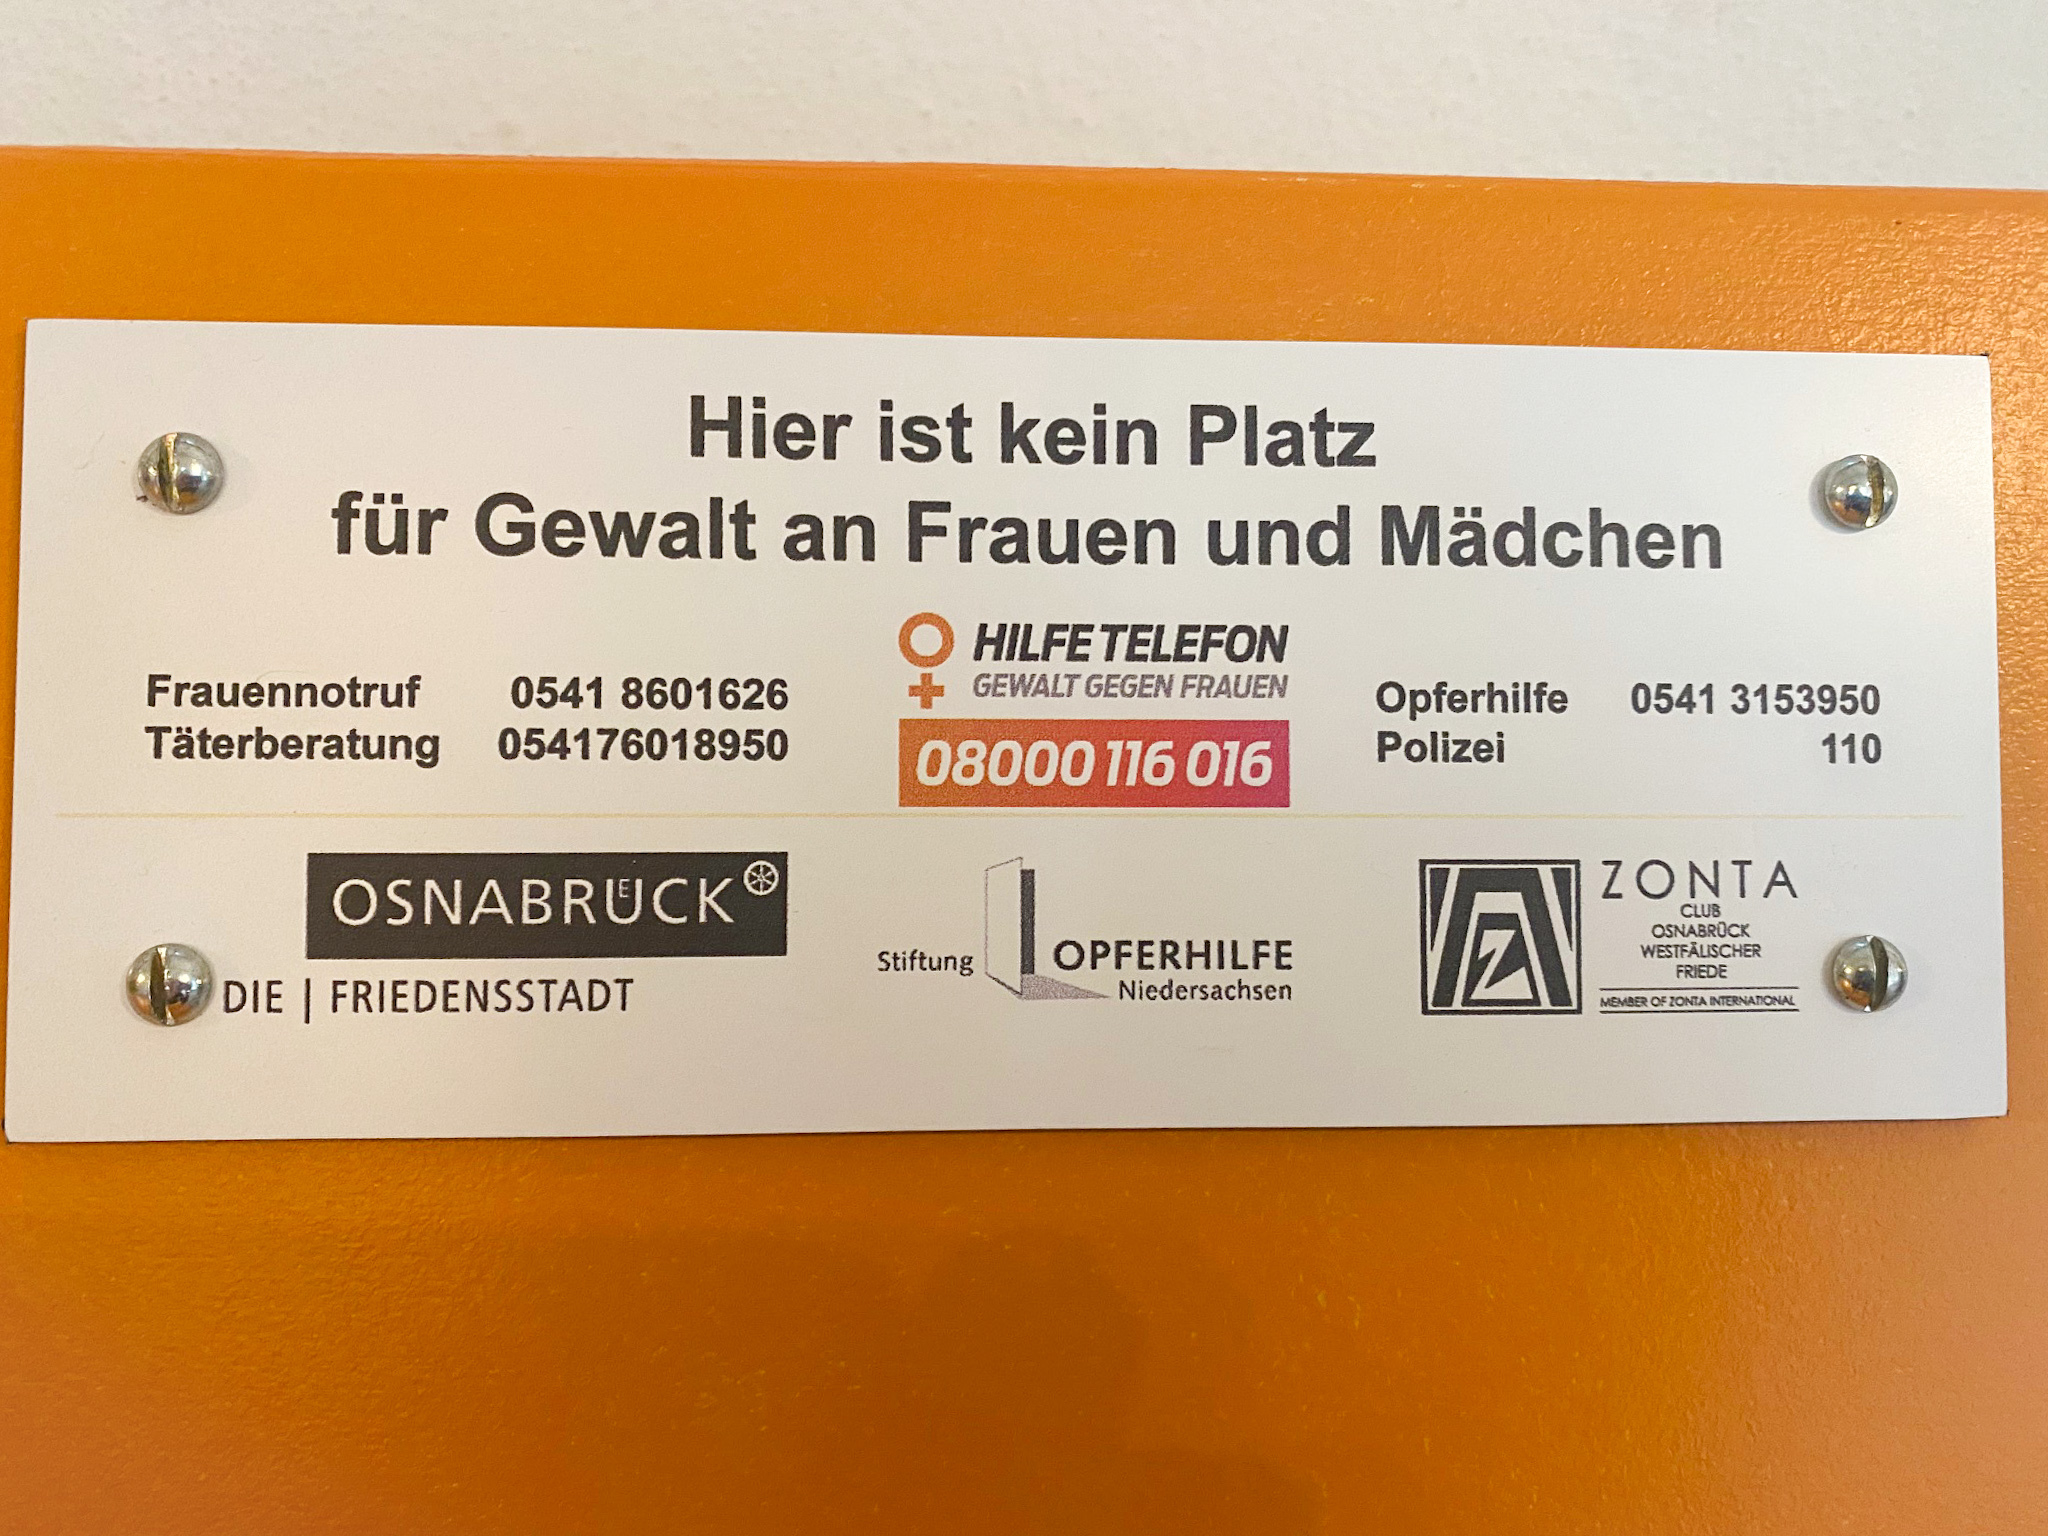 Hier ist kein Platz
für Gewalt an Frauen und Mädchen
Frauennotruf 0541 8601626
Täterberatung 054176018950
HILFE TELEFON
GEWALT GEGEN FRAUEN
08000 116 016
Opferhilfe 0541 3153950
Polizei 110
OSNABRÜCK
DIE | FRIEDENSSTADT
Stiftung OPFERHILFE
Niedersachsen
ZONTA
CLUB
OSNABRÜCK
WESTFÄLISCHER
FRIEDE
MEMBER OF ZONTA INTERNATIONAL